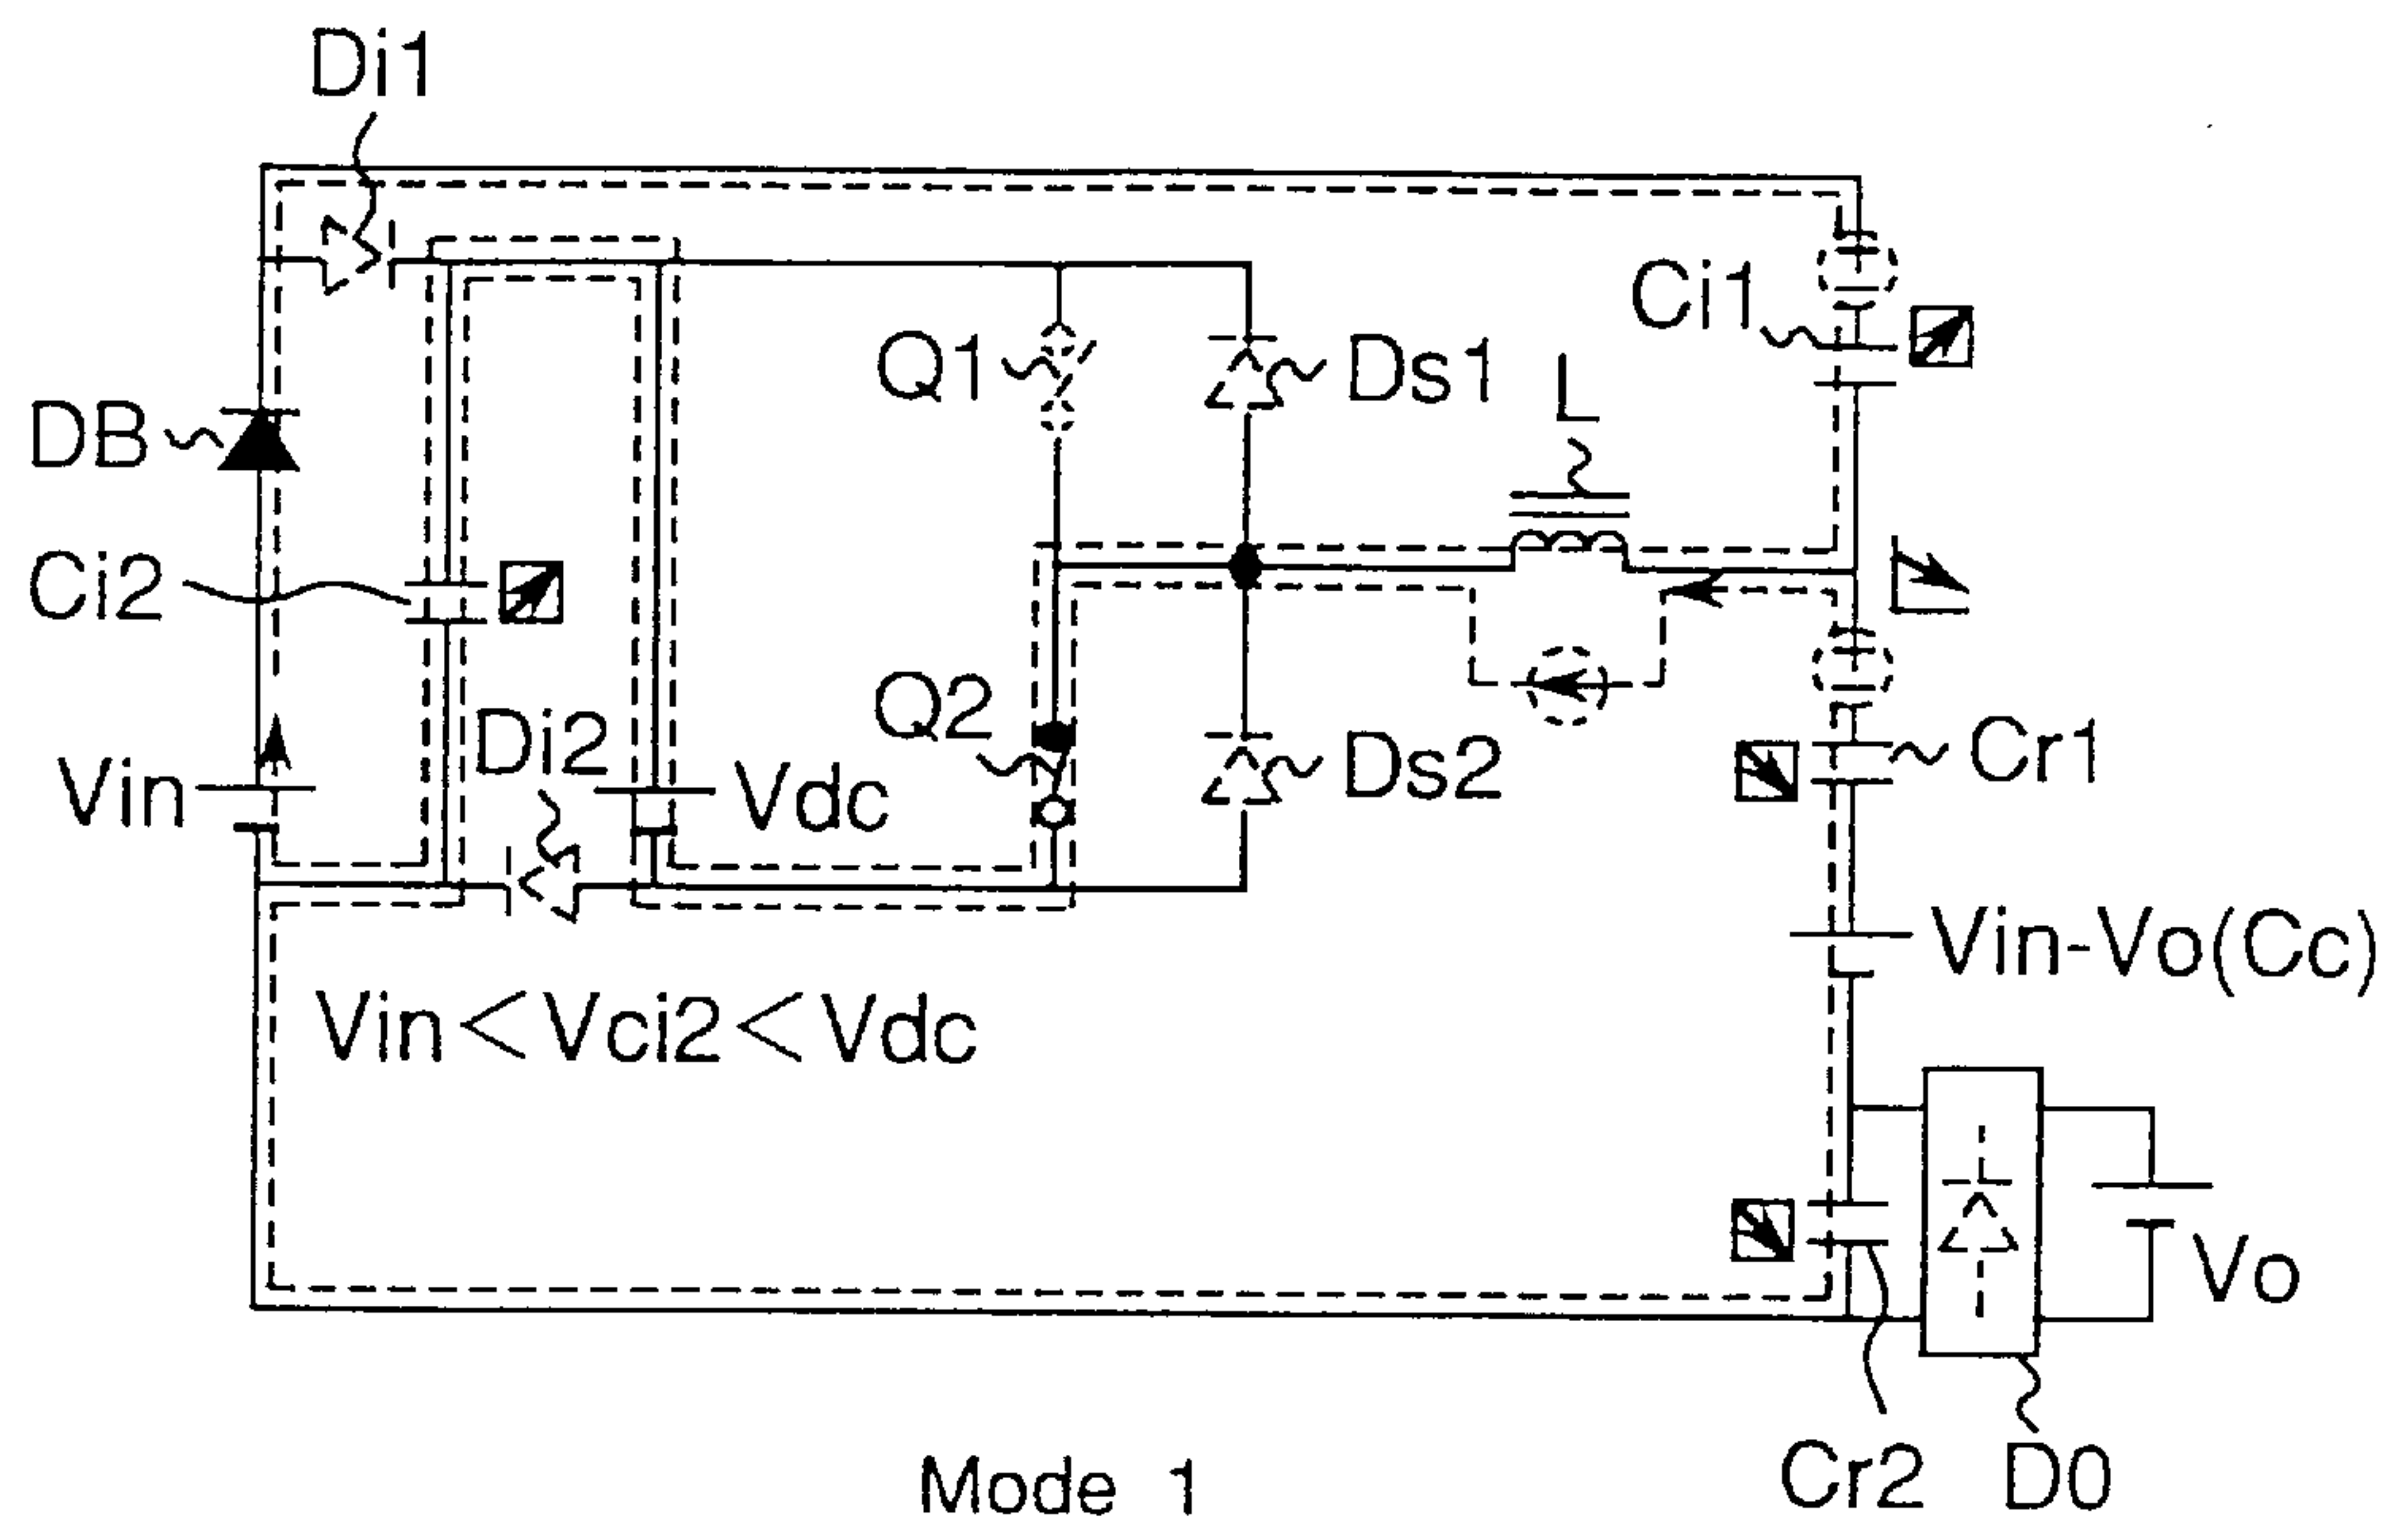 Di1
Ci1
Q1
Ds1
L
DB
Ci2
Q2
Di2
Ds2
Cr1
Vin
Vdc
Vin-Vo(Cc)
Vin<Vci2<Vdc
Vo
Cr2
D0
Mode 1